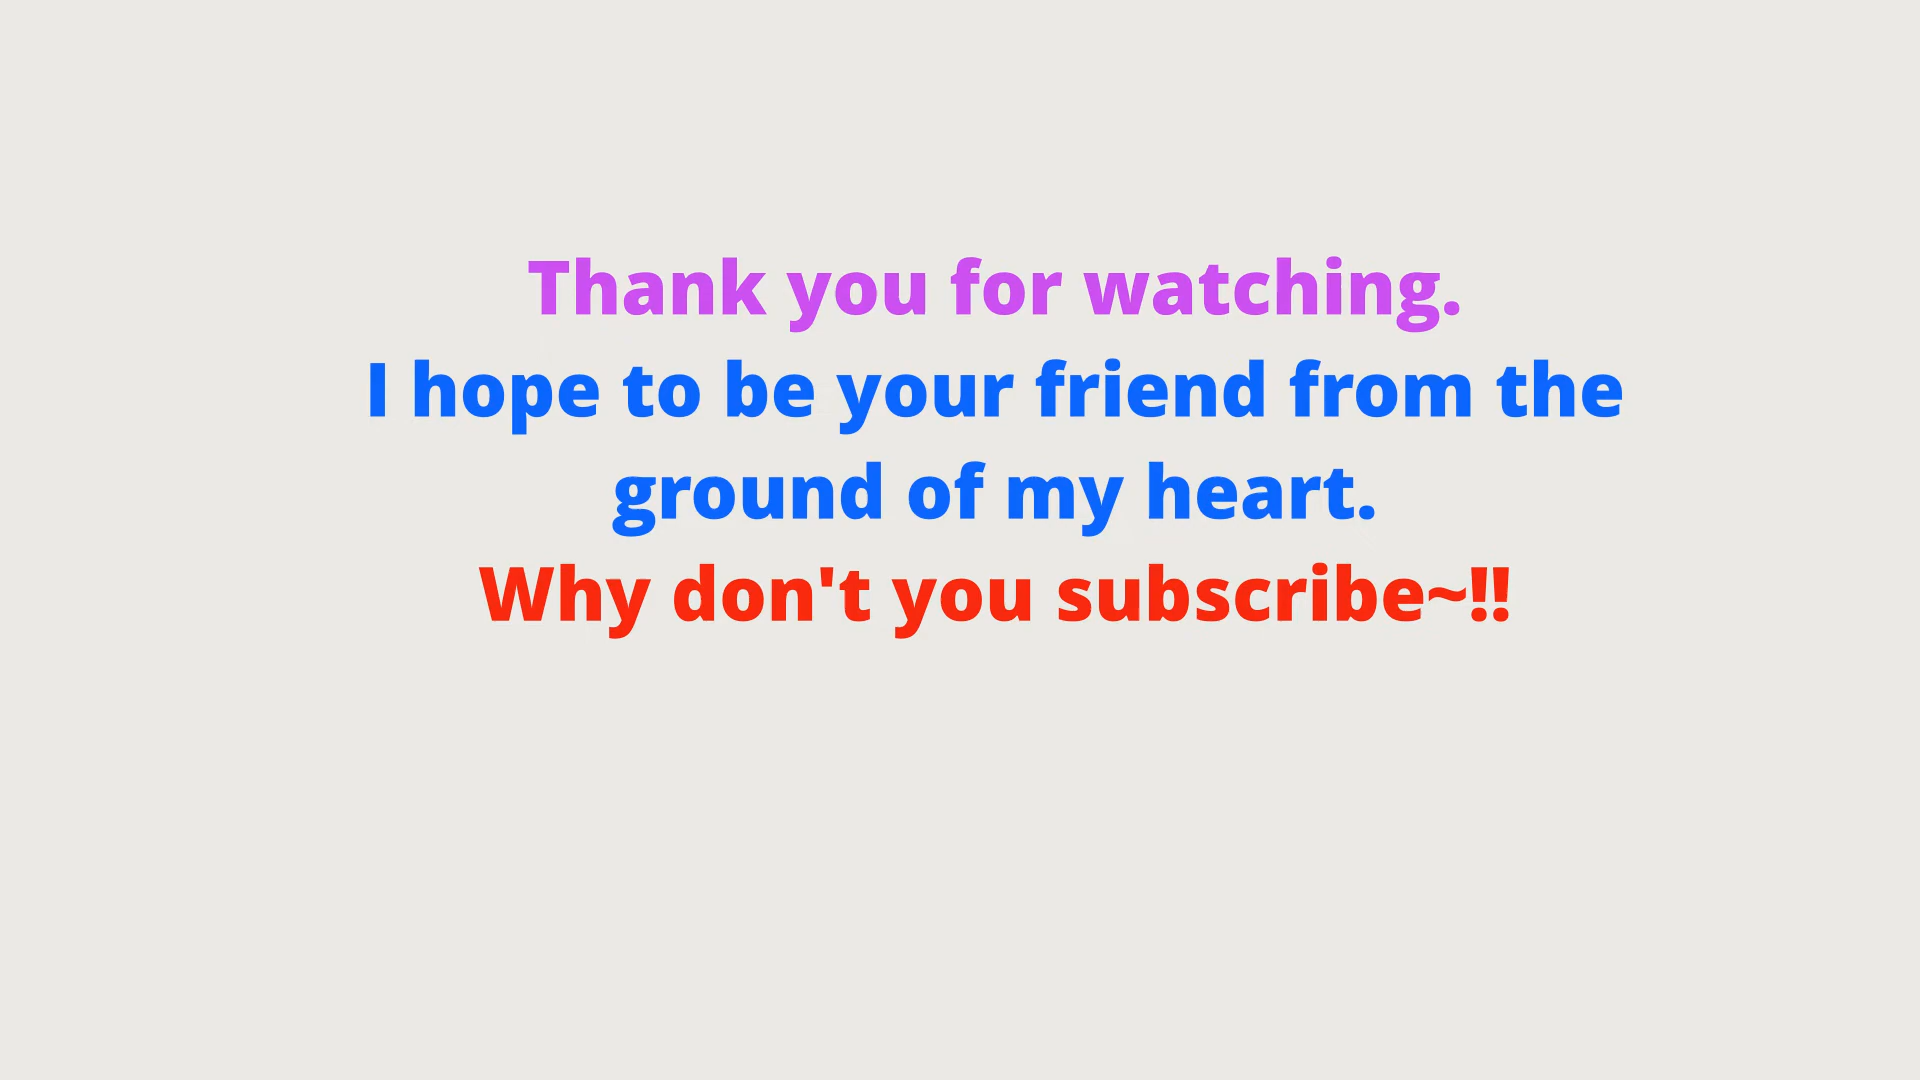 Thank you for watching.
I hope to be your friend from the
ground of my heart.
Why don't you subscribe~!!